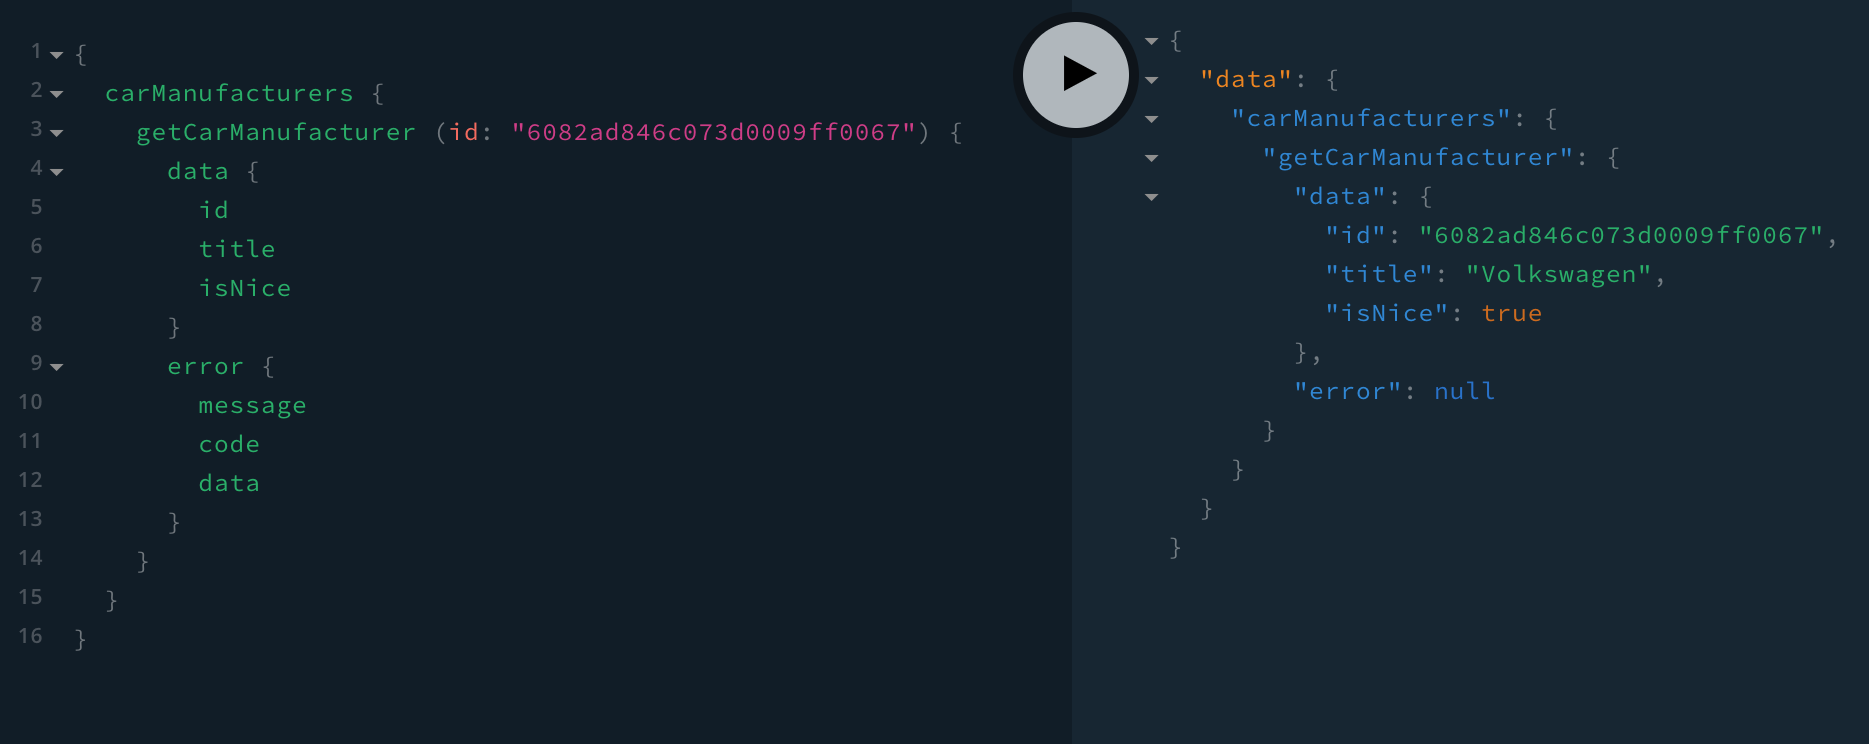 1 {
2   carManufacturers {
3     getCarManufacturer (id: "6082ad846c073d0009ff0067") {
4       data {
5         id
6         title
7         isNice
8       }
9       error {
10         message
11         code
12         data
13       }
14     }
15   }
16 }
{
  "data": {
    "carManufacturers": {
      "getCarManufacturer": {
        "data": {
          "id": "6082ad846c073d0009ff0067",
          "title": "Volkswagen",
          "isNice": true
        },
        "error": null
      }
    }
  }
}